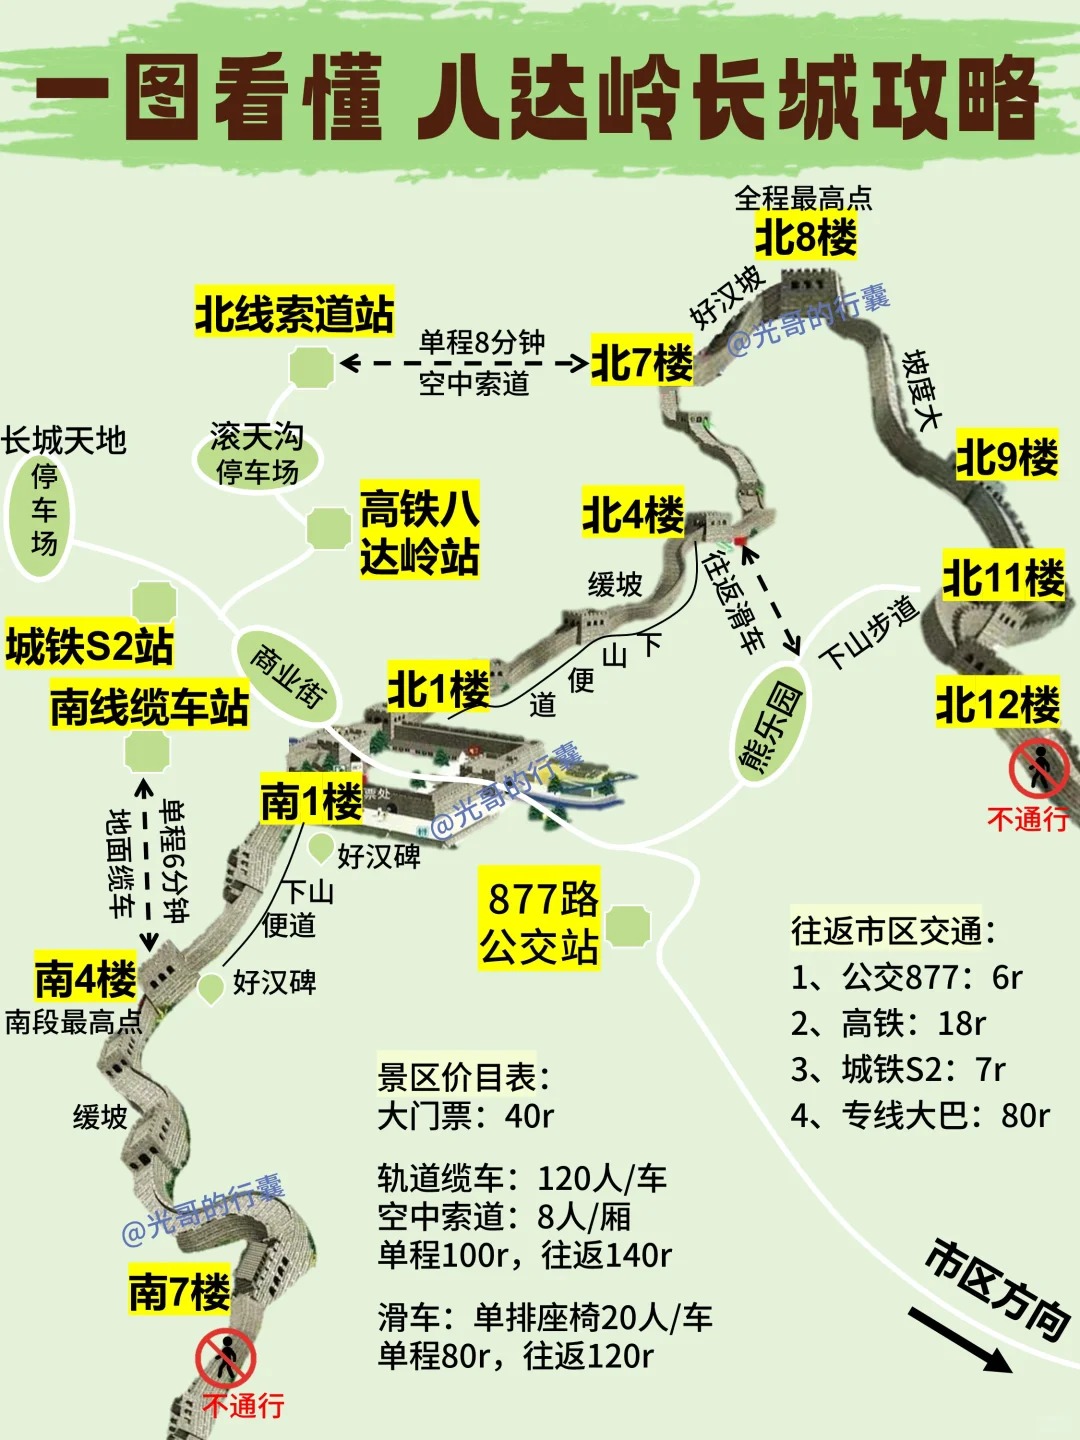 一图看懂 八达岭长城攻略
全程最高点
北8楼
好汉坡
@光哥的行囊
北线索道站
单程8分钟
空中索道
北7楼
坡度大
长城天地
停车场
滚天沟
停车场
北9楼
高铁八
达岭站
北4楼
缓坡
往返滑车
北11楼
下山步道
城铁S2站
商业街
下山便道
北1楼
熊乐园
南线缆车站
北12楼
不通行
南1楼
票处
@光哥的行囊
单程6分钟
地面缆车
好汉碑
下山
便道
877路
公交站
往返市区交通：
1、公交877：6r
2、高铁：18r
3、城铁S2：7r
4、专线大巴：80r
南4楼
南段最高点
好汉碑
缓坡
景区价目表：
大门票：40r
轨道缆车：120人/车
空中索道：8人/厢
单程100r，往返140r
滑车：单排座椅20人/车
单程80r，往返120r
@光哥的行囊
南7楼
不通行
市区方向